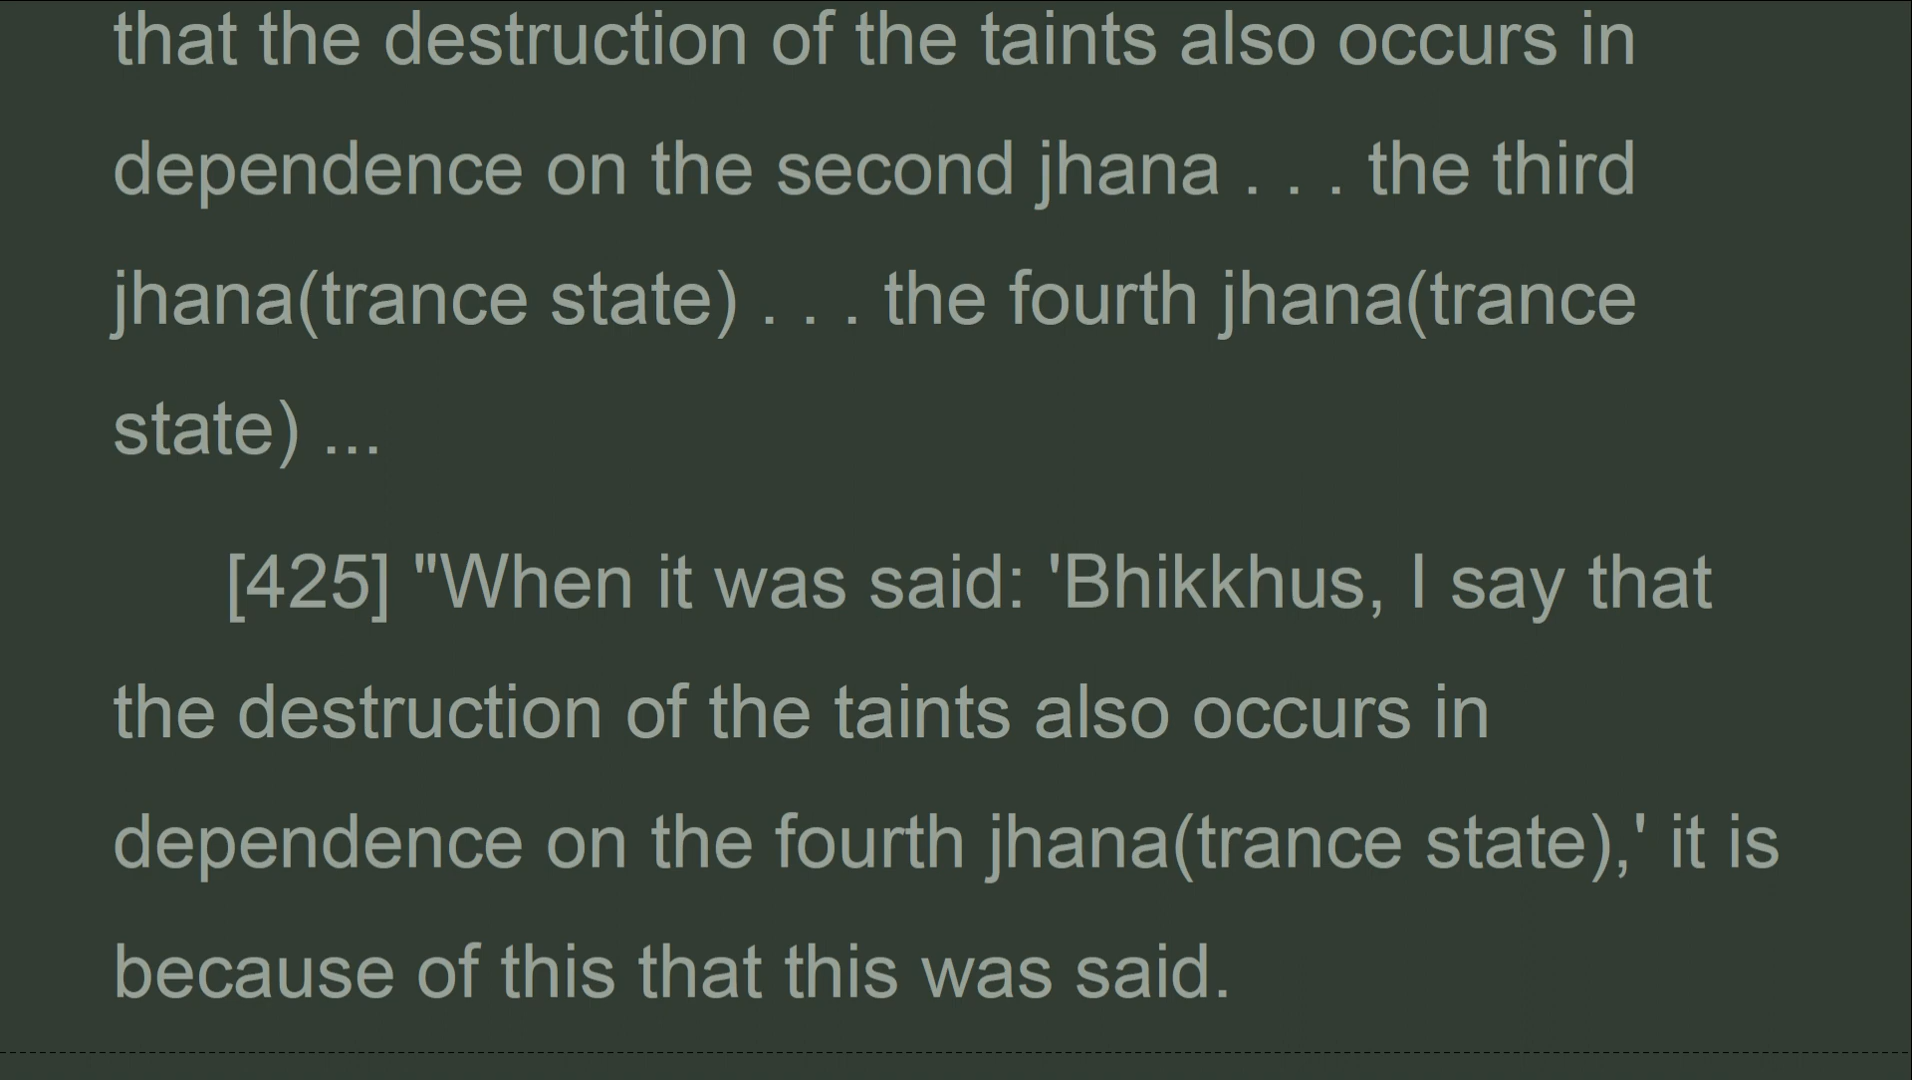 that the destruction of the taints also occurs in
dependence on the second jhana . . . the third
jhana(trance state) . . . the fourth jhana(trance
state) ...
[425] "When it was said: 'Bhikkhus, I say that
the destruction of the taints also occurs in
dependence on the fourth jhana(trance state),' it is
because of this that this was said.